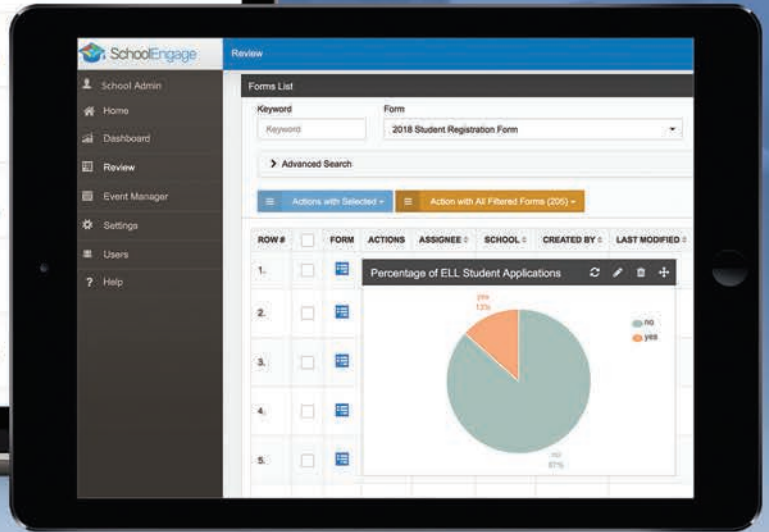 SchoolEngage
Review
School Admin
Home
Dashboard
Review
Event Manager
Settings
Users
Help
Forms List
Keyword
Form
Keyword
2018 Student Registration Form
Advanced Search
Actions with Selected
Action with All Filtered Forms (205)
ROW #
FORM
ACTIONS
ASSIGNEE
SCHOOL
CREATED BY
LAST MODIFIED
1.
2.
3.
4.
5.
Percentage of ELL Student Applications
yes
13%
no
yes
no
87%